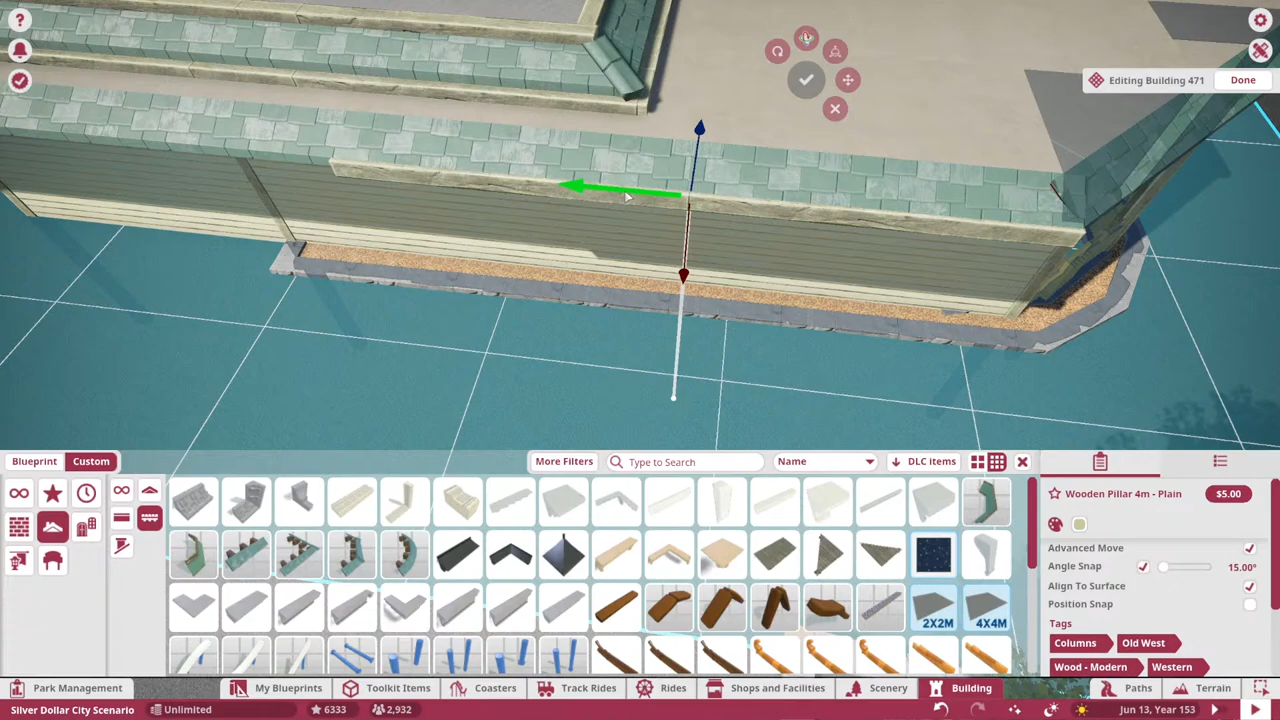 Editing Building 471
Done
Blueprint
Custom
More Filters
Type to Search
Name
DLC items
Wooden Pillar 4m - Plain
$5.00
Advanced Move
Angle Snap
15.00°
Align To Surface
Position Snap
Tags
Columns
Old West
Wood - Modern
Western
2X2M
4X4M
Park Management
My Blueprints
Toolkit Items
Coasters
Track Rides
Rides
Shops and Facilities
Scenery
Building
Paths
Terrain
Silver Dollar City Scenario
Unlimited
6333
2,932
Jun 13, Year 153